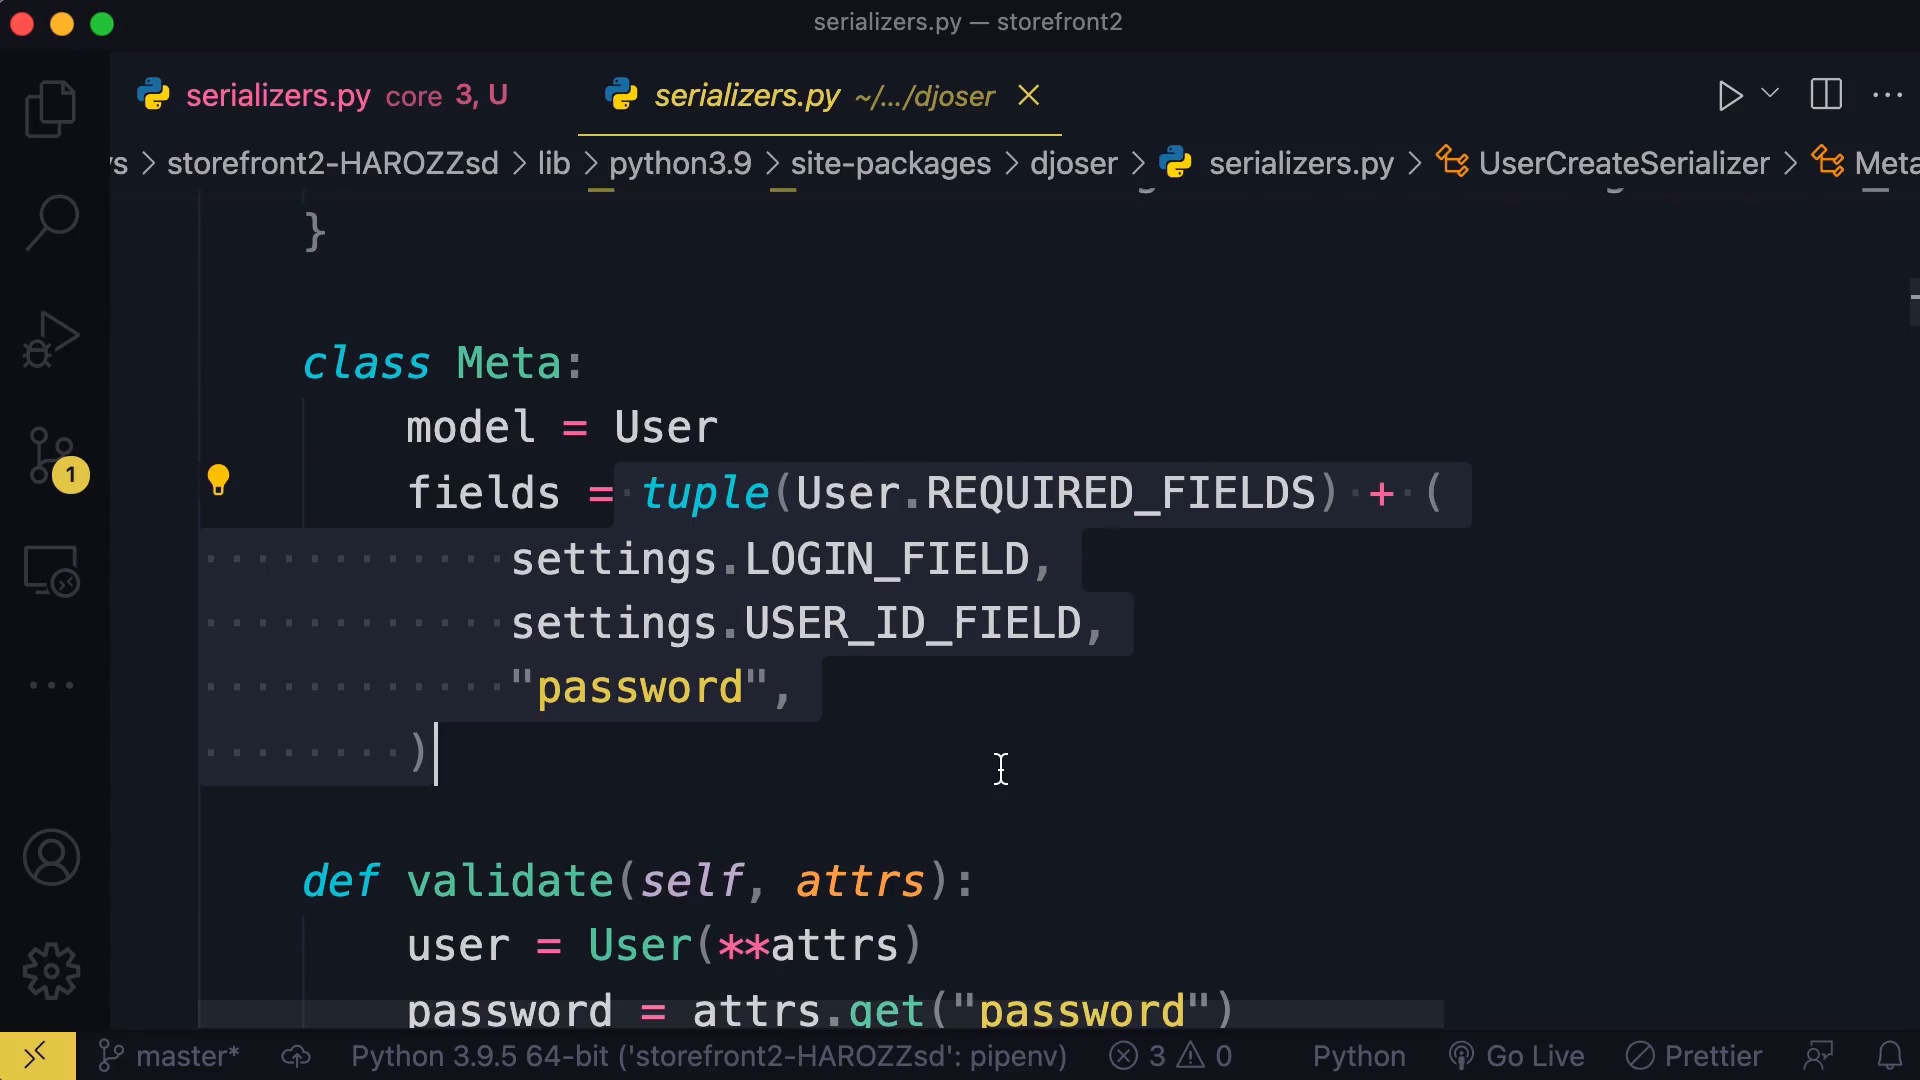 serializers.py — storefront2
serializers.py core 3, U
serializers.py ~/.../djoser
storefront2-HAROZZsd > lib > python3.9 > site-packages > djoser > serializers.py > UserCreateSerializer > Meta
}
class Meta:
model = User
fields = tuple(User.REQUIRED_FIELDS) + (
settings.LOGIN_FIELD,
settings.USER_ID_FIELD,
"password",
)
def validate(self, attrs):
user = User(**attrs)
password = attrs.get("password")
1
master* Python 3.9.5 64-bit ('storefront2-HAROZZsd': pipenv) 3 0 Python Go Live Prettier